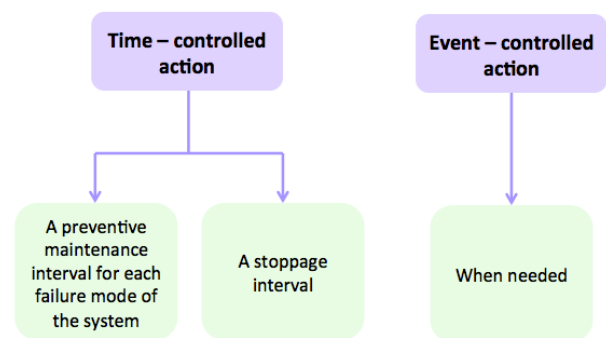 Time – controlled
action
Event – controlled
action
A preventive
maintenance
interval for each
failure mode of
the system
A stoppage
interval
When needed